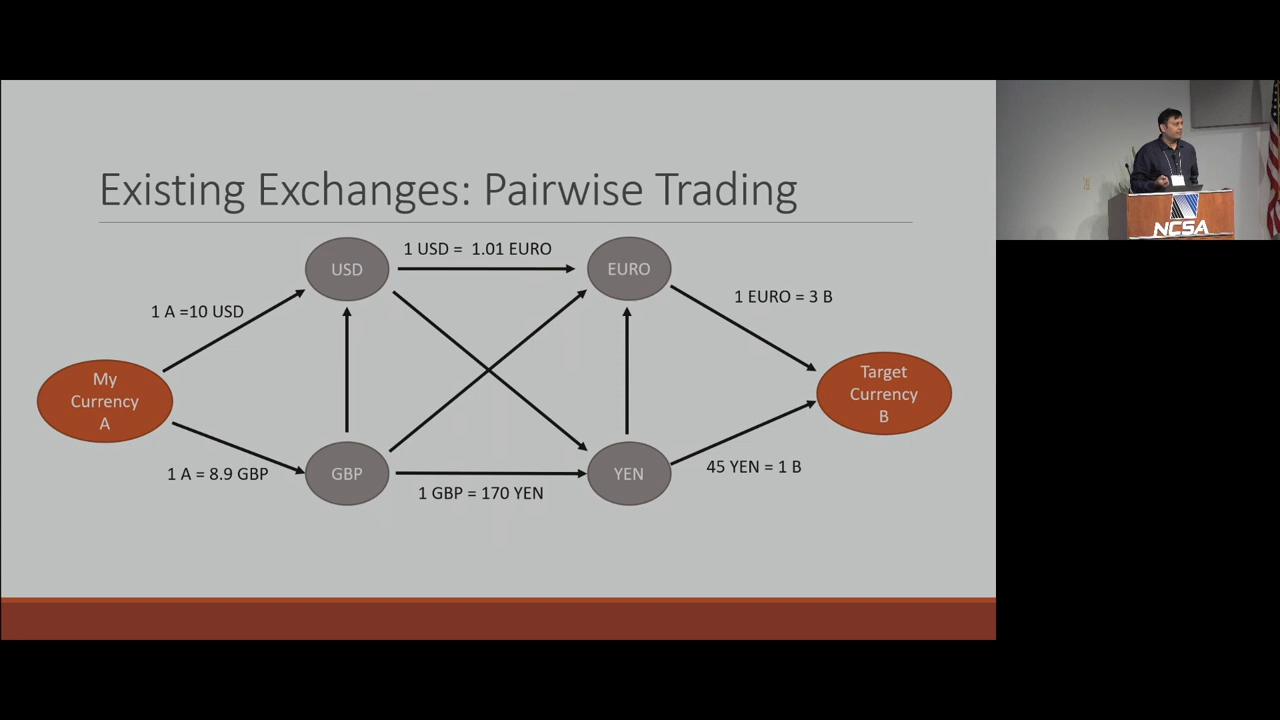 Existing Exchanges: Pairwise Trading
USD
1 USD = 1.01 EURO
EURO
1 A =10 USD
1 EURO = 3 B
My
Currency
A
Target
Currency
B
1 A = 8.9 GBP
GBP
1 GBP = 170 YEN
YEN
45 YEN = 1 B
NCSA